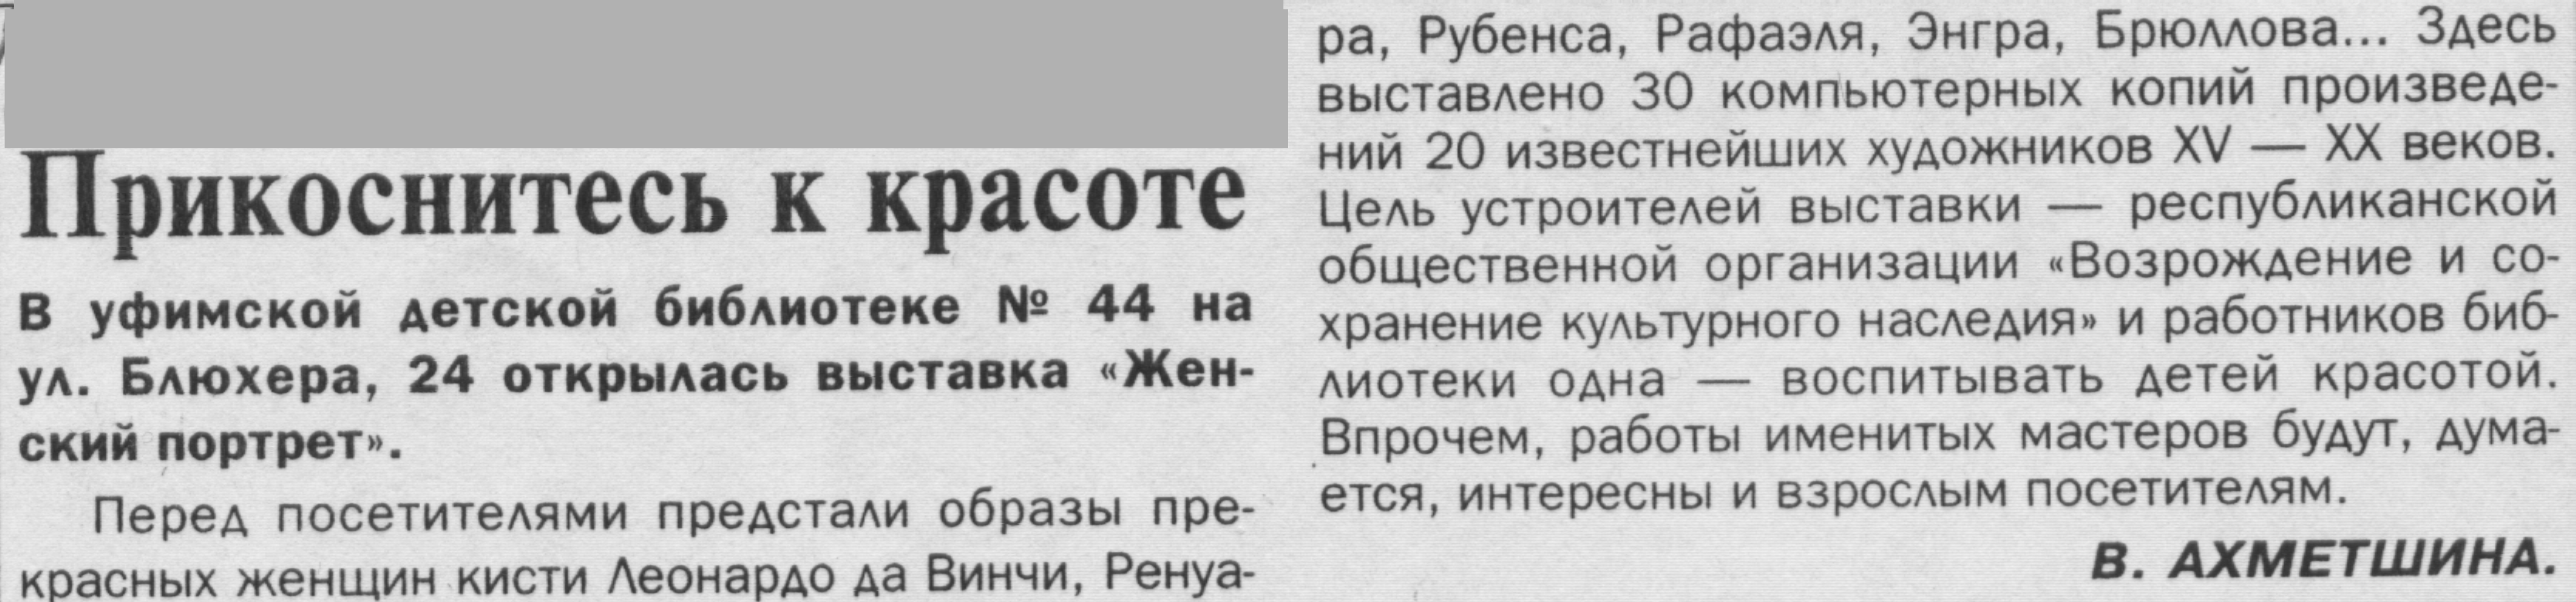 Прикоснитесь к красоте
В уфимской детской библиотеке № 44 на
ул. Блюхера, 24 открылась выставка «Жен-
ский портрет».
Перед посетителями предстали образы пре-
красных женщин кисти Леонардо да Винчи, Ренуа-
ра, Рубенса, Рафаэля, Энгра, Брюллова... Здесь
выставлено 30 компьютерных копий произведе-
ний 20 известнейших художников XV — XX веков.
Цель устроителей выставки — республиканской
общественной организации «Возрождение и со-
хранение культурного наследия» и работников биб-
лиотеки одна — воспитывать детей красотой.
Впрочем, работы именитых мастеров будут, дума-
ется, интересны и взрослым посетителям.
В. АХМЕТШИНА.